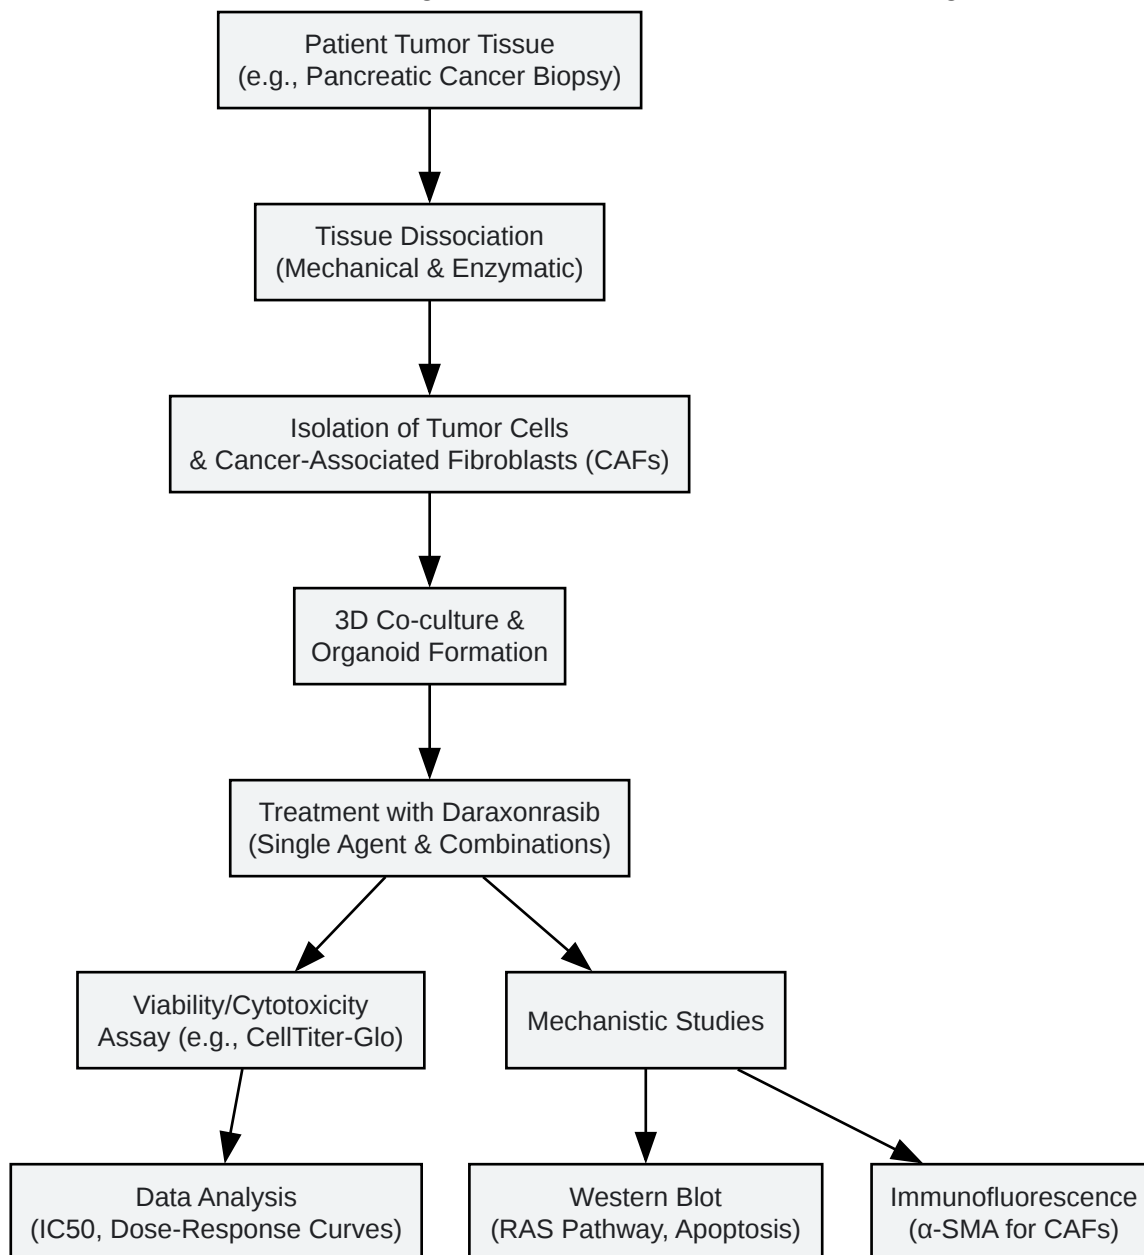 Patient Tumor Tissue
(e.g., Pancreatic Cancer Biopsy)
Tissue Dissociation
(Mechanical & Enzymatic)
Isolation of Tumor Cells
& Cancer-Associated Fibroblasts (CAFs)
3D Co-culture &
Organoid Formation
Treatment with Daraxonrasib
(Single Agent & Combinations)
Viability/Cytotoxicity
Assay (e.g., CellTiter-Glo)
Mechanistic Studies
Data Analysis
(IC50, Dose-Response Curves)
Western Blot
(RAS Pathway, Apoptosis)
Immunofluorescence
(α-SMA for CAFs)